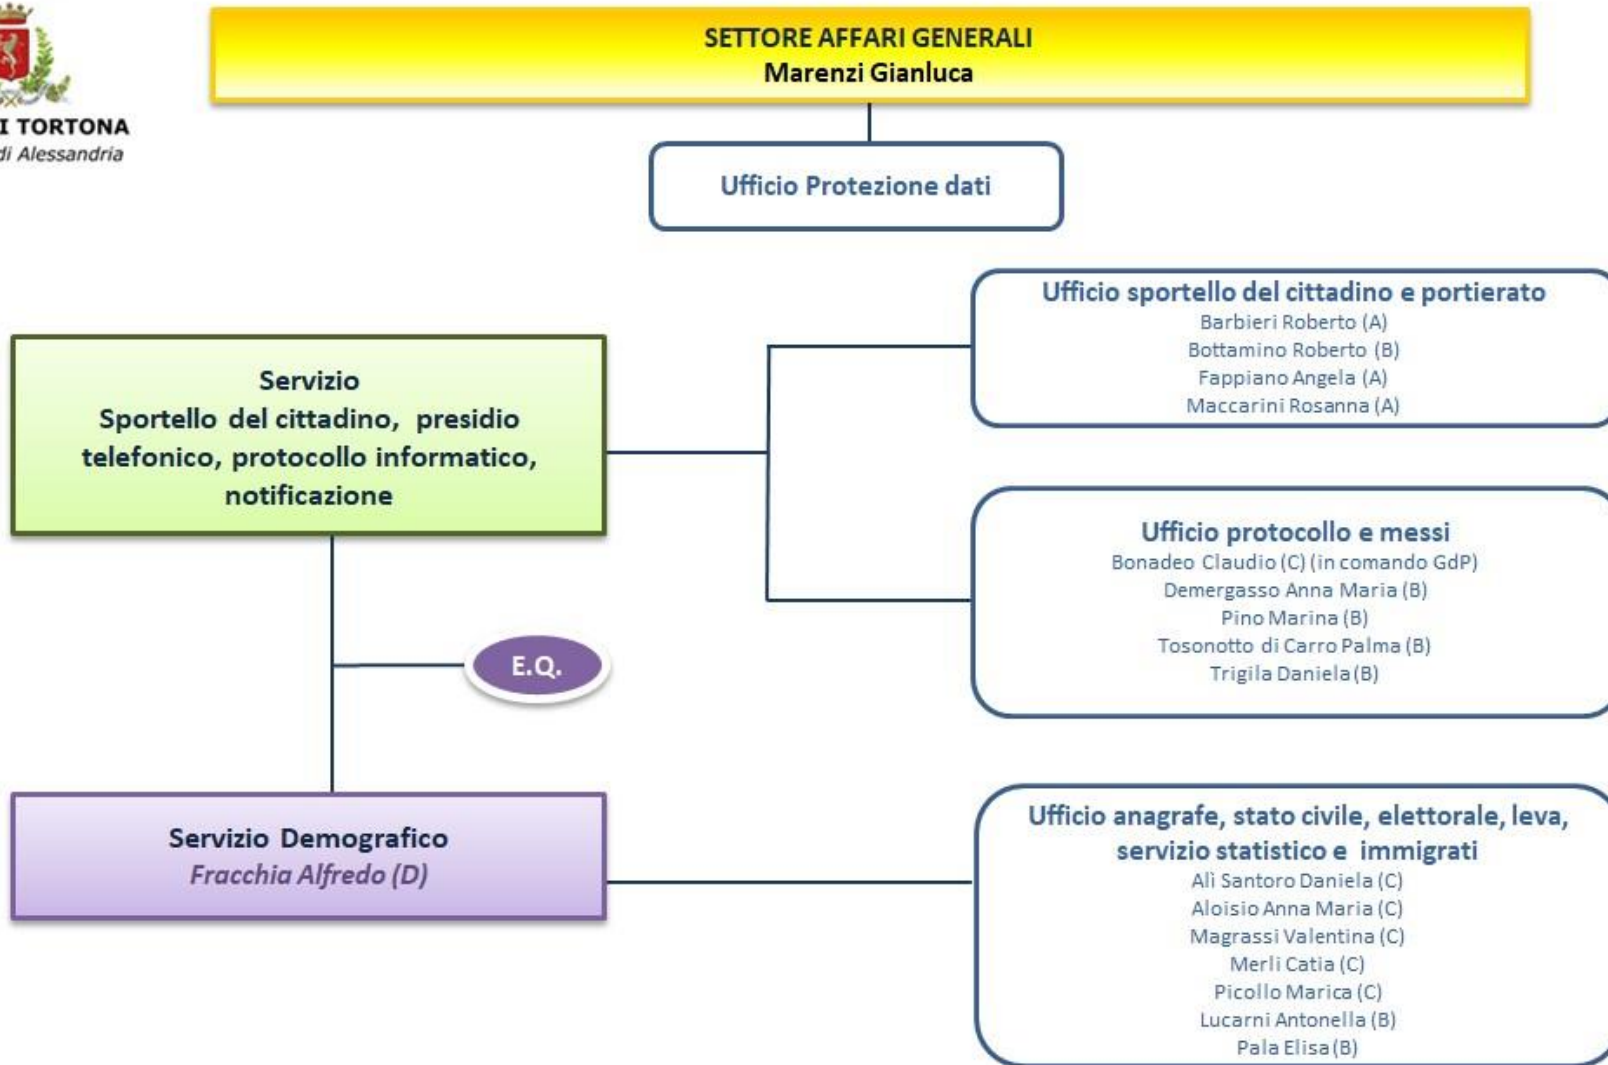 I TORTONA
di Alessandria
SETTORE AFFARI GENERALI
Marenzi Gianluca
Ufficio Protezione dati
Servizio
Sportello del cittadino, presidio
telefonico, protocollo informatico,
notificazione
Ufficio sportello del cittadino e portierato
Barbieri Roberto (A)
Bottamino Roberto (B)
Fappiano Angela (A)
Maccarini Rosanna (A)
Ufficio protocollo e messi
Bonadeo Claudio (C) (in comando GdP)
Demergasso Anna Maria (B)
Pino Marina (B)
Tosonotto di Carro Palma (B)
Trigila Daniela (B)
E.Q.
Servizio Demografico
Fracchia Alfredo (D)
Ufficio anagrafe, stato civile, elettorale, leva,
servizio statistico e immigrati
Alì Santoro Daniela (C)
Aloisio Anna Maria (C)
Magrassi Valentina (C)
Merli Catia (C)
Picollo Marica (C)
Lucarni Antonella (B)
Pala Elisa (B)